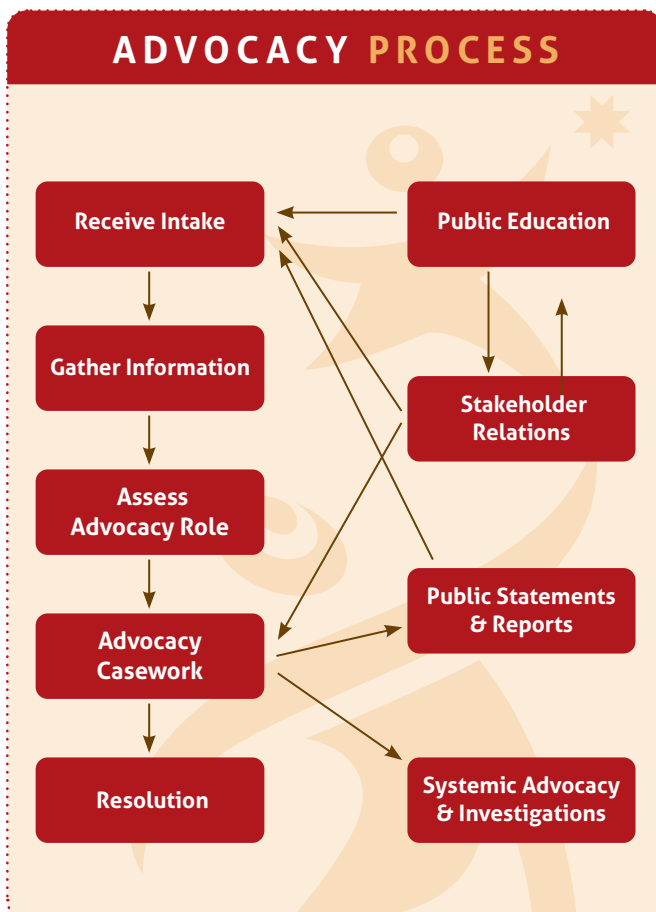 ADVOCACY PROCESS
Receive Intake
Gather Information
Assess
Advocacy Role
Advocacy
Casework
Resolution
Public Education
Stakeholder
Relations
Public Statements
& Reports
Systemic Advocacy
& Investigations